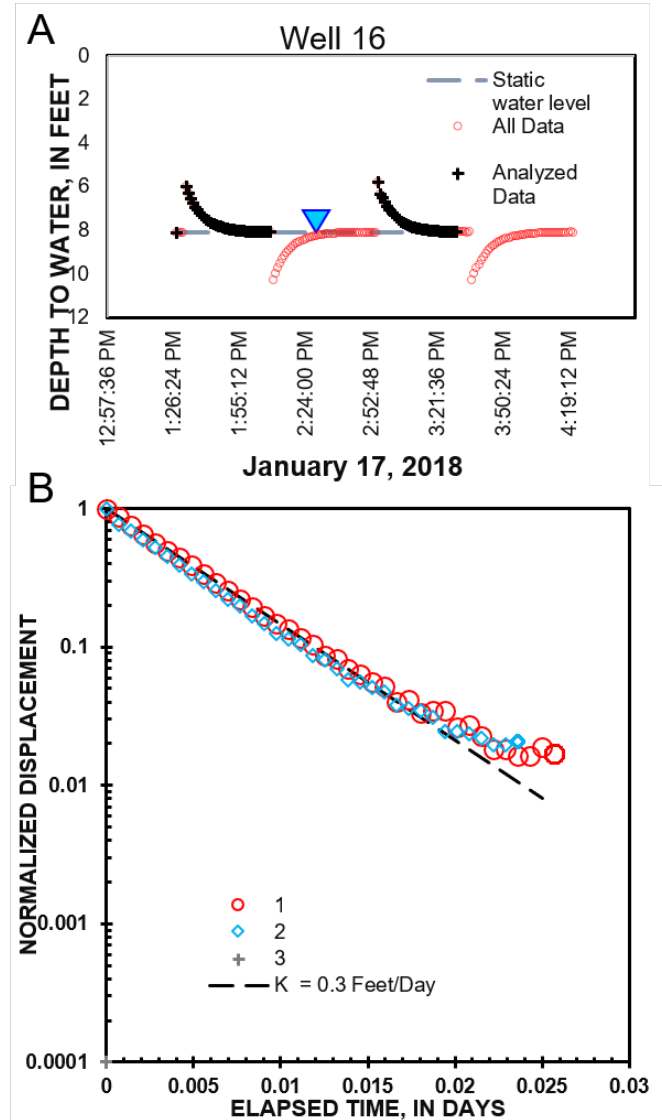 A
Well 16
DEPTH TO WATER, IN FEET
0
2
4
6
8
10
12
Static
water level
All Data
Analyzed
Data
12:57:36 PM
1:26:24 PM
1:55:12 PM
2:24:00 PM
2:52:48 PM
3:21:36 PM
3:50:24 PM
4:19:12 PM
January 17, 2018
B
NORMALIZED DISPLACEMENT
1
0.1
0.01
0.001
0.0001
1
2
3
K = 0.3 Feet/Day
0
0.005
0.01
0.015
0.02
0.025
0.03
ELAPSED TIME, IN DAYS